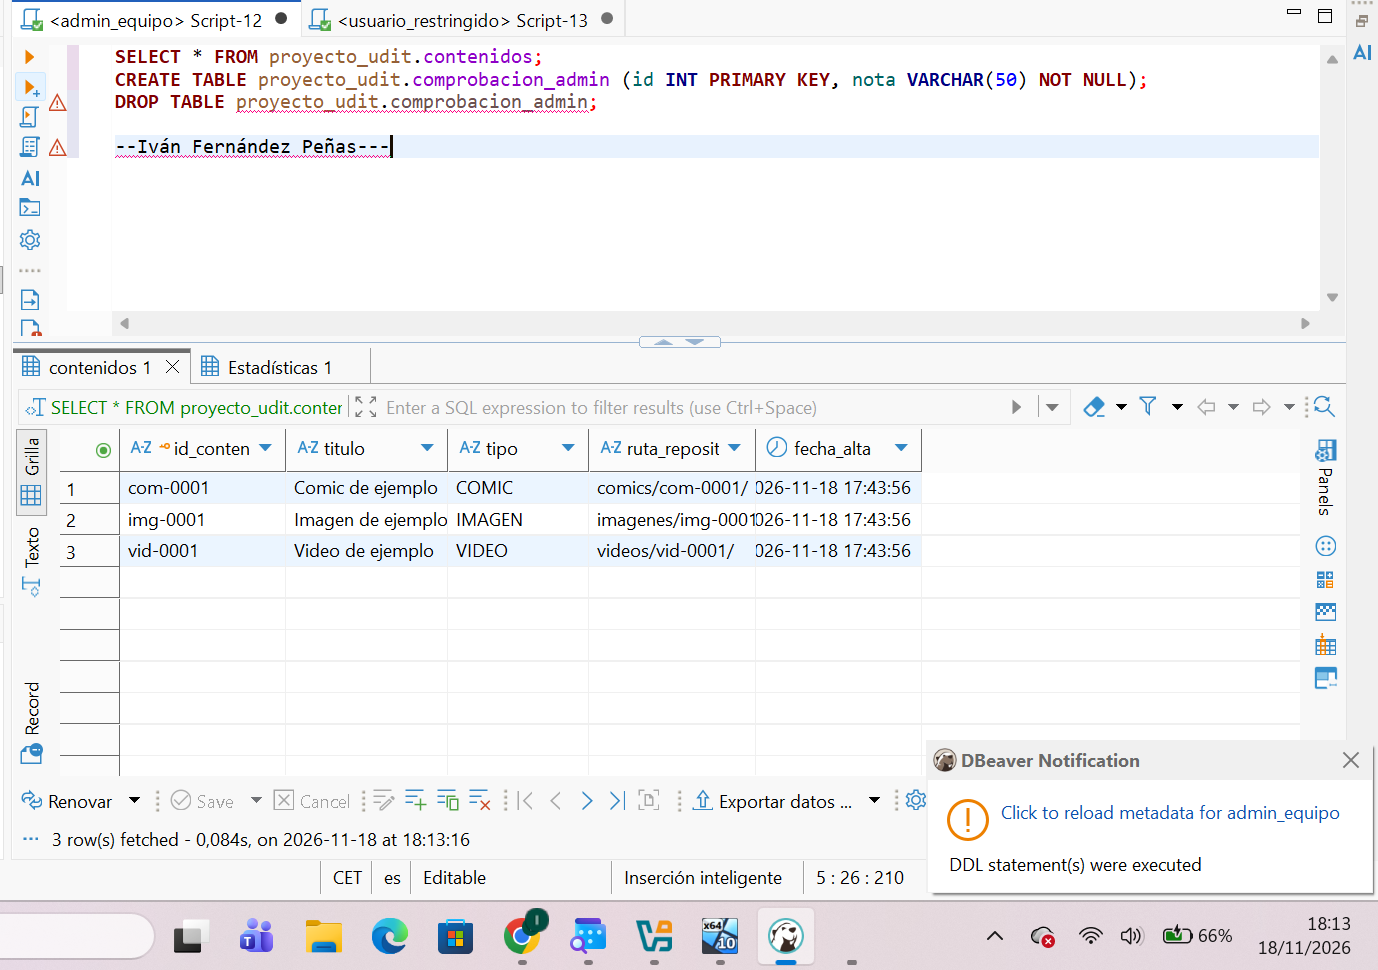 <admin_equipo> Script-12
<usuario_restringido> Script-13
SELECT * FROM proyecto_udit.contenidos;
CREATE TABLE proyecto_udit.comprobacion_admin (id INT PRIMARY KEY, nota VARCHAR(50) NOT NULL);
DROP TABLE proyecto_udit.comprobacion_admin;
--Iván Fernández Peñas---
AI
AI
contenidos 1
Estadísticas 1
SELECT * FROM proyecto_udit.conter
Enter a SQL expression to filter results (use Ctrl+Space)
Grilla
Texto
Record
Panels
A-Z id_conten A-Z titulo A-Z tipo A-Z ruta_reposit fecha_alta
1 com-0001 Comic de ejemplo COMIC comics/com-0001/ 026-11-18 17:43:56
2 img-0001 Imagen de ejemplo IMAGEN imagenes/img-0001 026-11-18 17:43:56
3 vid-0001 Video de ejemplo VIDEO videos/vid-0001/ 026-11-18 17:43:56
Renovar Save Cancel Exportar datos ...
3 row(s) fetched - 0,084s, on 2026-11-18 at 18:13:16
DBeaver Notification
Click to reload metadata for admin_equipo
DDL statement(s) were executed
CET es Editable Inserción inteligente 5 : 26 : 210
T
I
x64
10
66%
18:13
18/11/2026